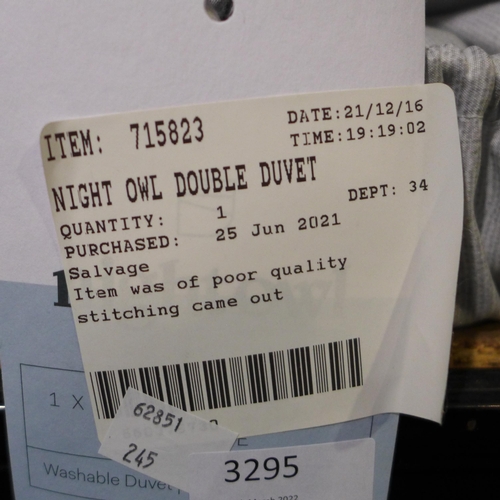 ITEM: 715823
DATE:21/12/16
TIME:19:19:02
NIGHT OWL DOUBLE DUVET
QUANTITY: 1
DEPT: 34
PURCHASED: 25 Jun 2021
Salvage
Item was of poor quality
stitching came out
62851
245
1 X
Washable Duvet
3295
2022